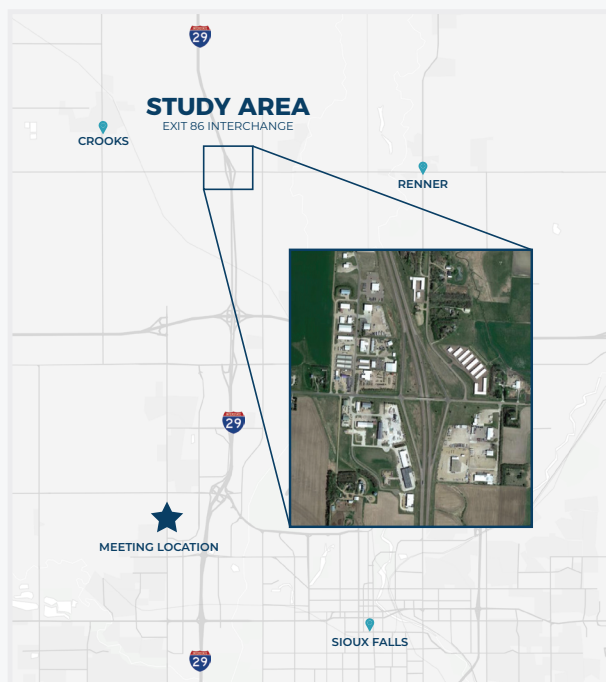 29
STUDY AREA
EXIT 86 INTERCHANGE
CROOKS
RENNER
29
MEETING LOCATION
SIOUX FALLS
29